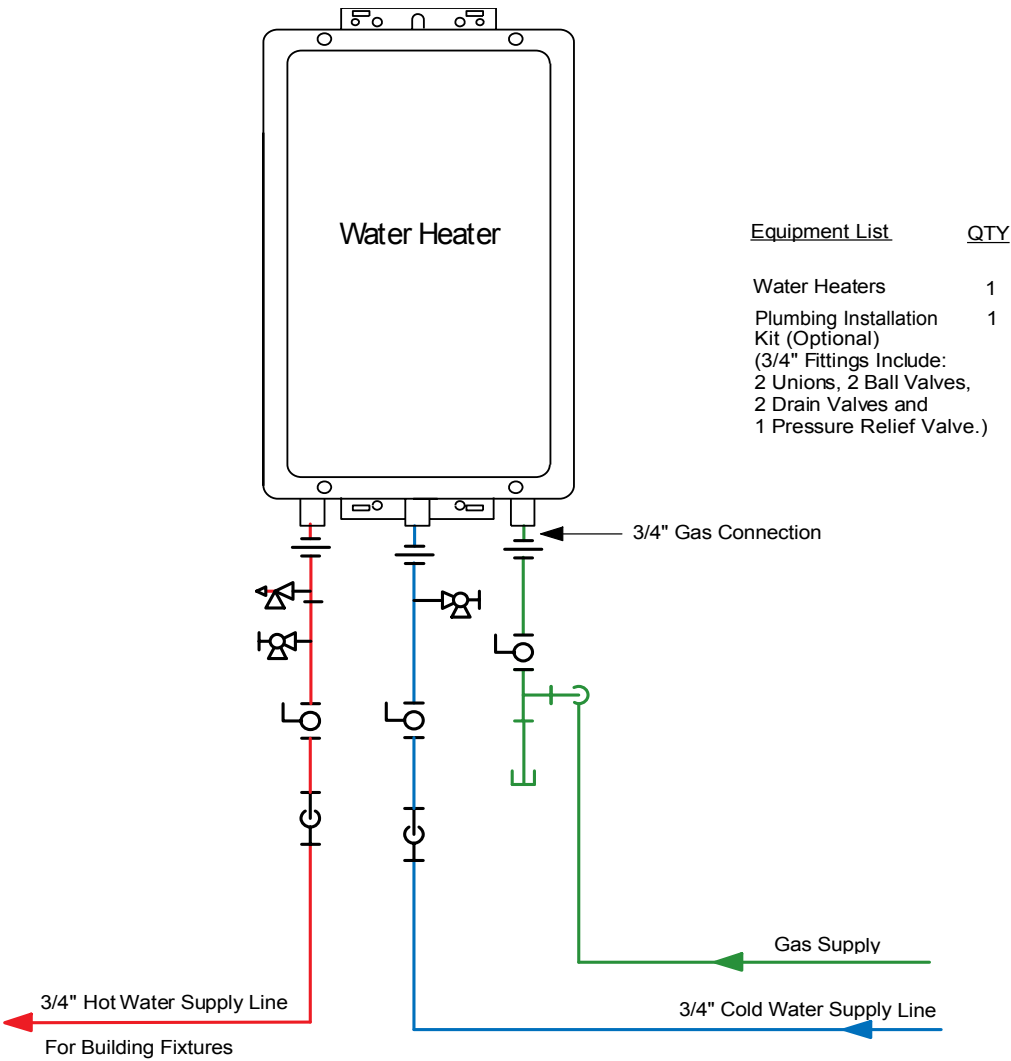 Water Heater
Equipment List QTY
Water Heaters 1
Plumbing Installation 1
Kit (Optional)
(3/4" Fittings Include:
2 Unions, 2 Ball Valves,
2 Drain Valves and
1 Pressure Relief Valve.)
3/4" Gas Connection
Gas Supply
3/4" Hot Water Supply Line
3/4" Cold Water Supply Line
For Building Fixtures